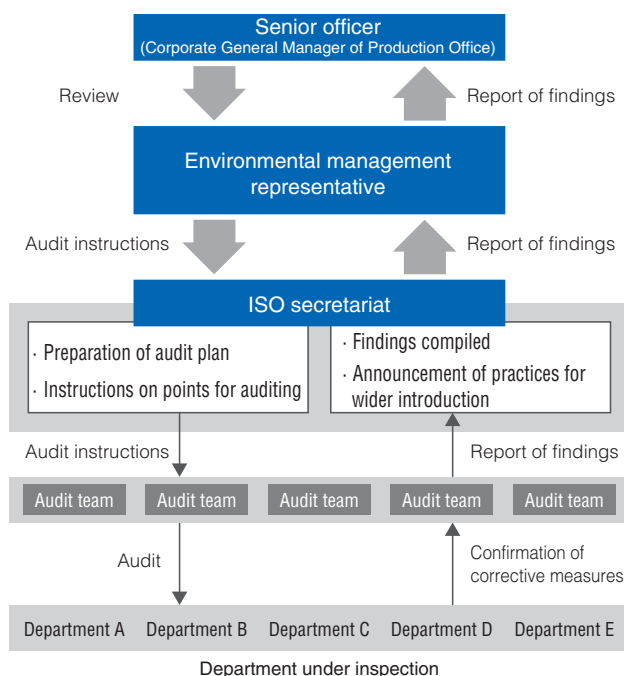 Senior officer
(Corporate General Manager of Production Office)
Review
Report of findings
Environmental management
representative
Audit instructions
Report of findings
ISO secretariat
· Preparation of audit plan
· Instructions on points for auditing
· Findings compiled
· Announcement of practices for
wider introduction
Audit instructions
Report of findings
Audit team Audit team Audit team Audit team Audit team
Audit
Confirmation of
corrective measures
Department A Department B Department C Department D Department E
Department under inspection